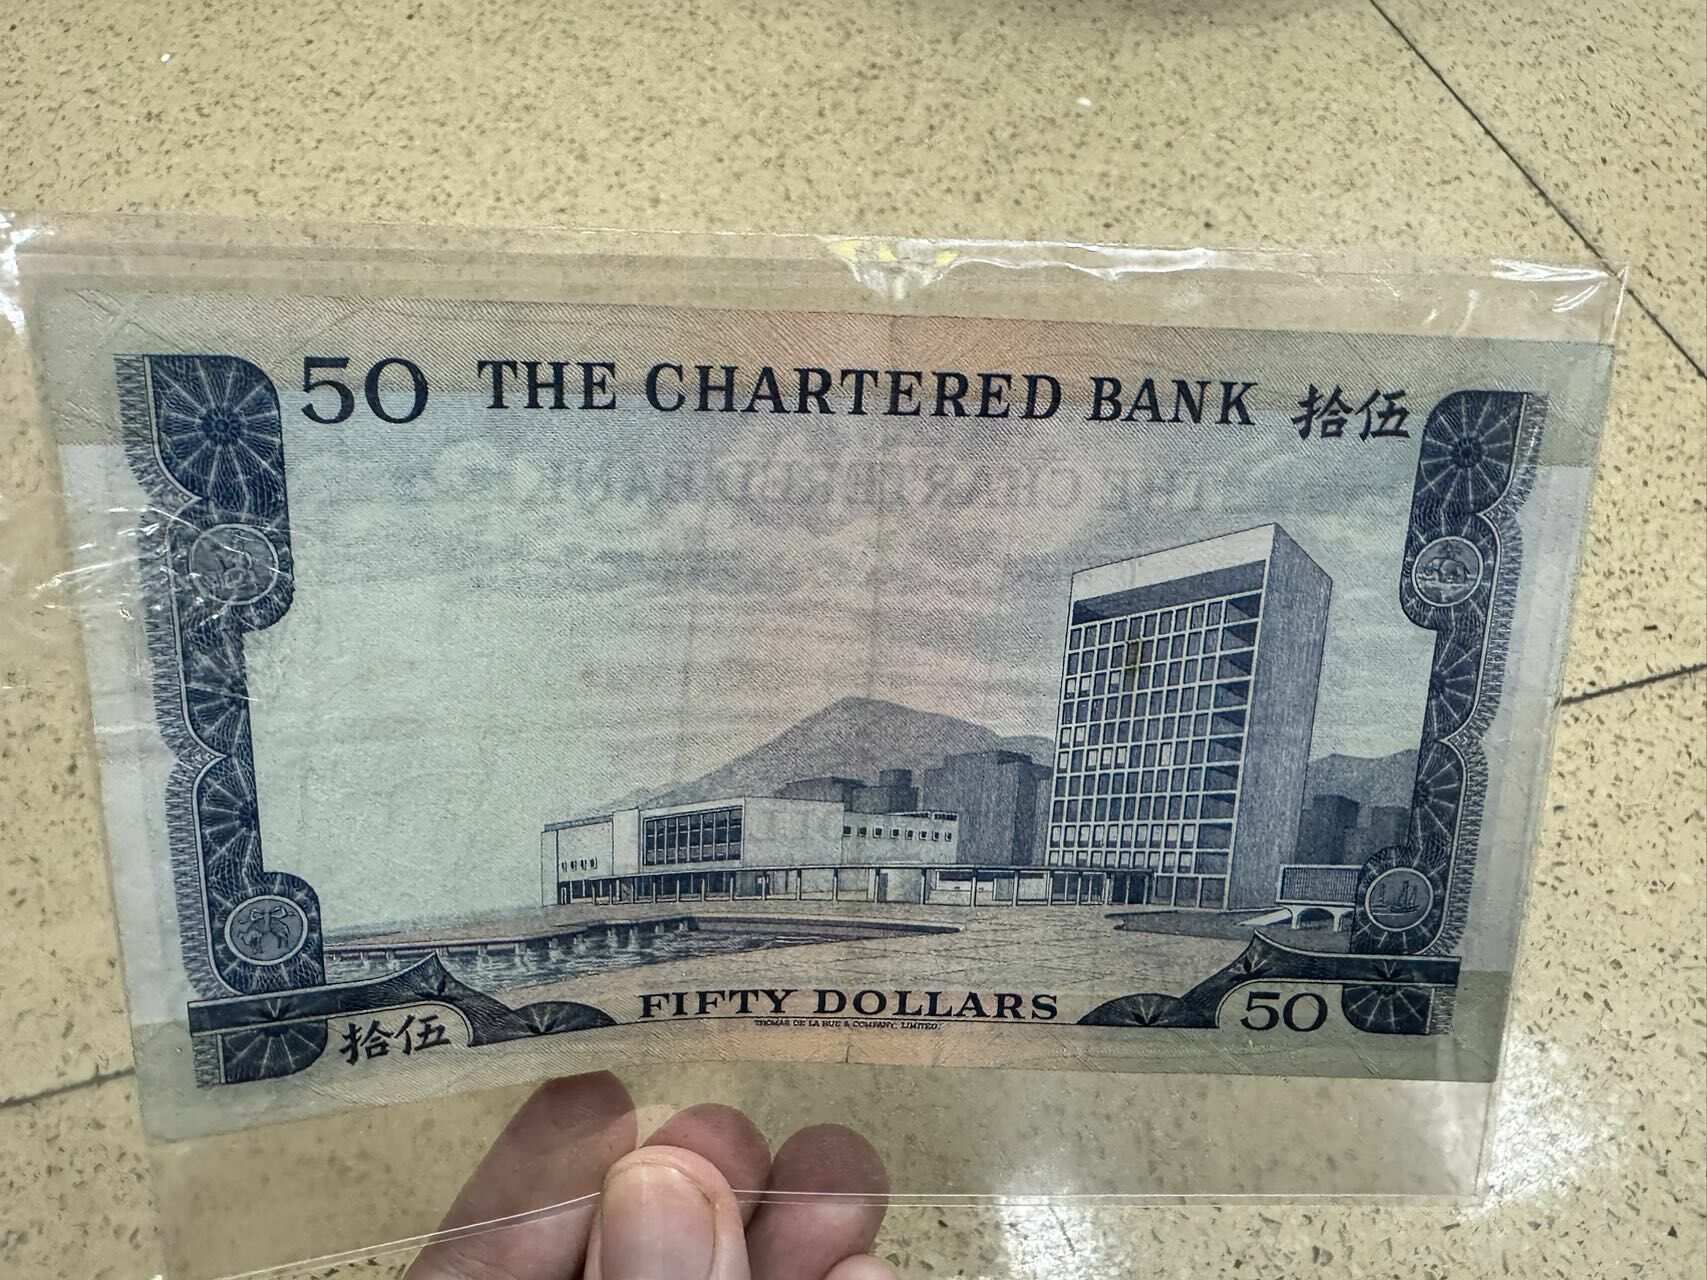 50 THE CHARTERED BANK 拾伍
拾伍 FIFTY DOLLARS 50
THOMAS DE LA RUE & COMPANY, LIMITED.